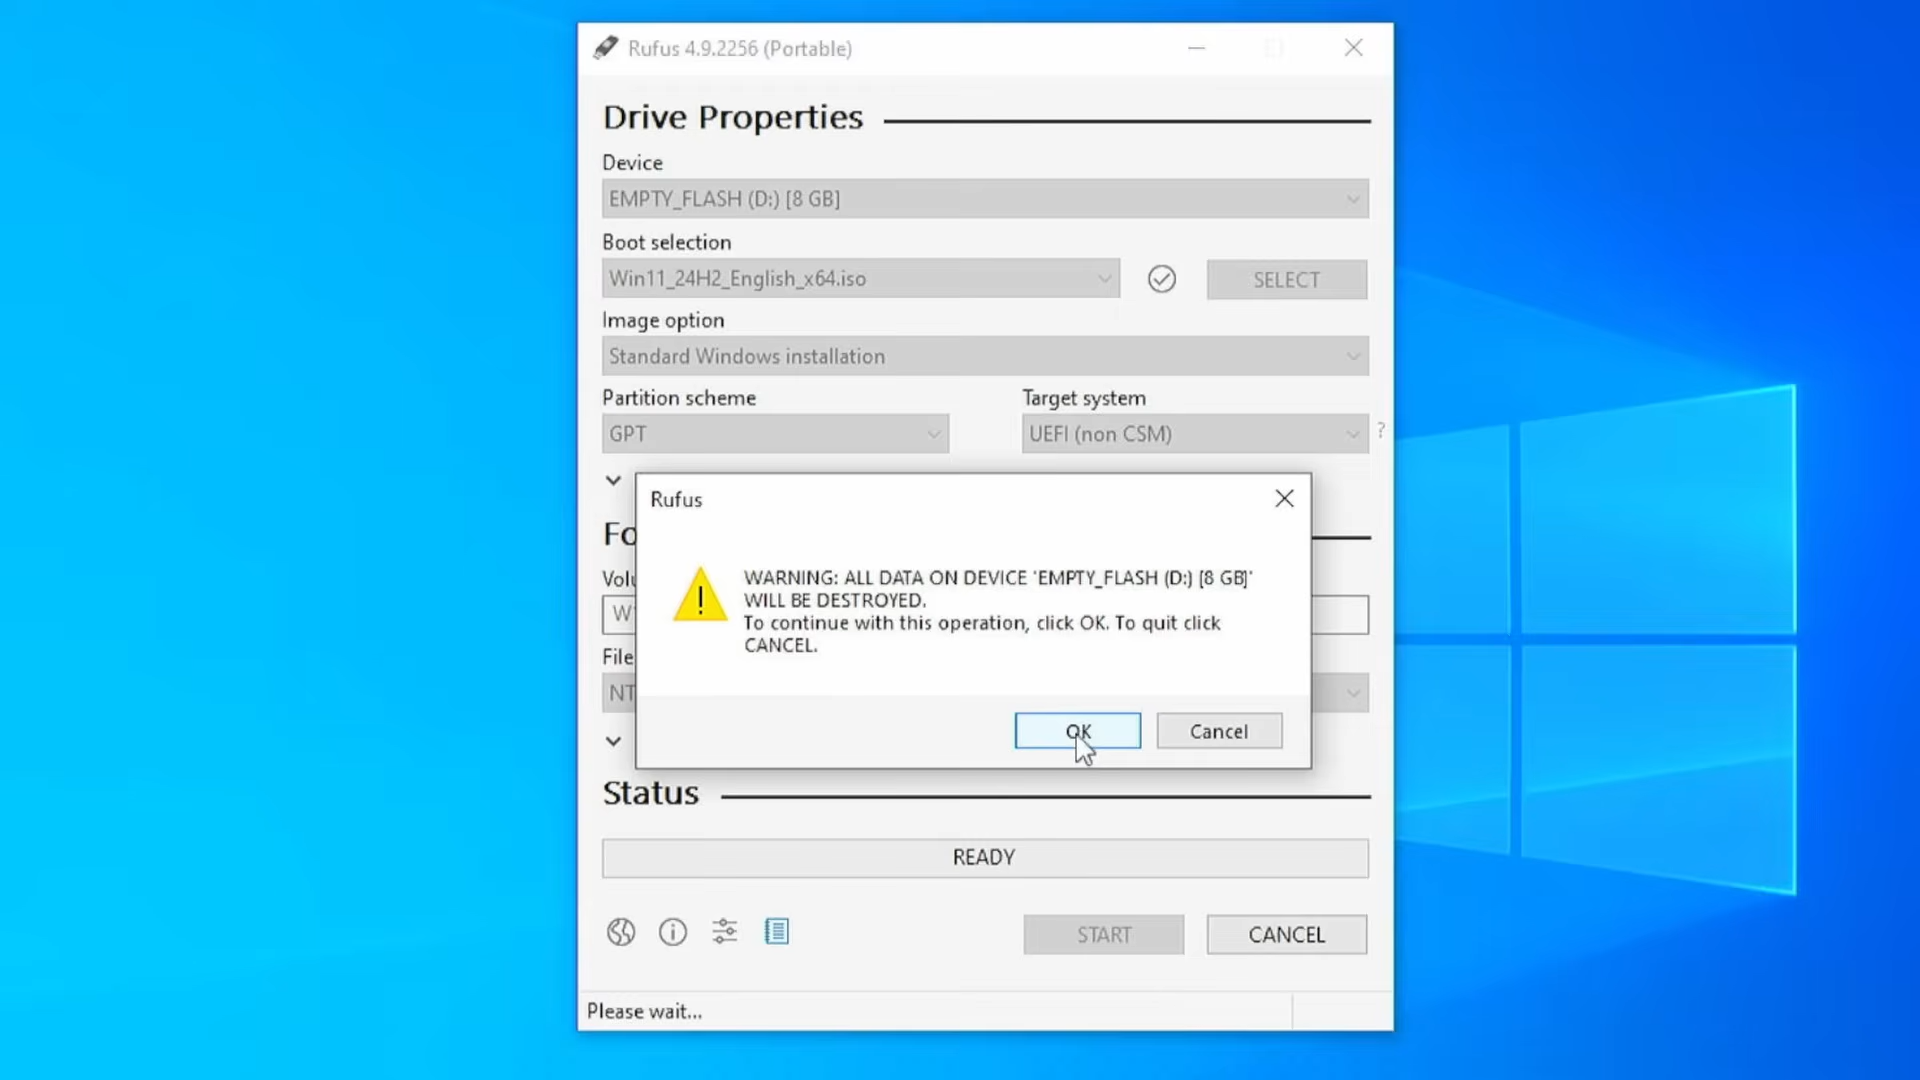 Rufus 4.9.2256 (Portable)
Drive Properties
Device
EMPTY_FLASH (D:) [8 GB]
Boot selection
Win11_24H2_English_x64.iso
SELECT
Image option
Standard Windows installation
Partition scheme
Target system
GPT
UEFI (non CSM)
?
Rufus
Fo
Volu
WARNING: ALL DATA ON DEVICE 'EMPTY_FLASH (D:) [8 GB]'
WILL BE DESTROYED.
W
To continue with this operation, click OK. To quit click
CANCEL.
File
NT
OK
Cancel
Status
READY
START
CANCEL
Please wait...